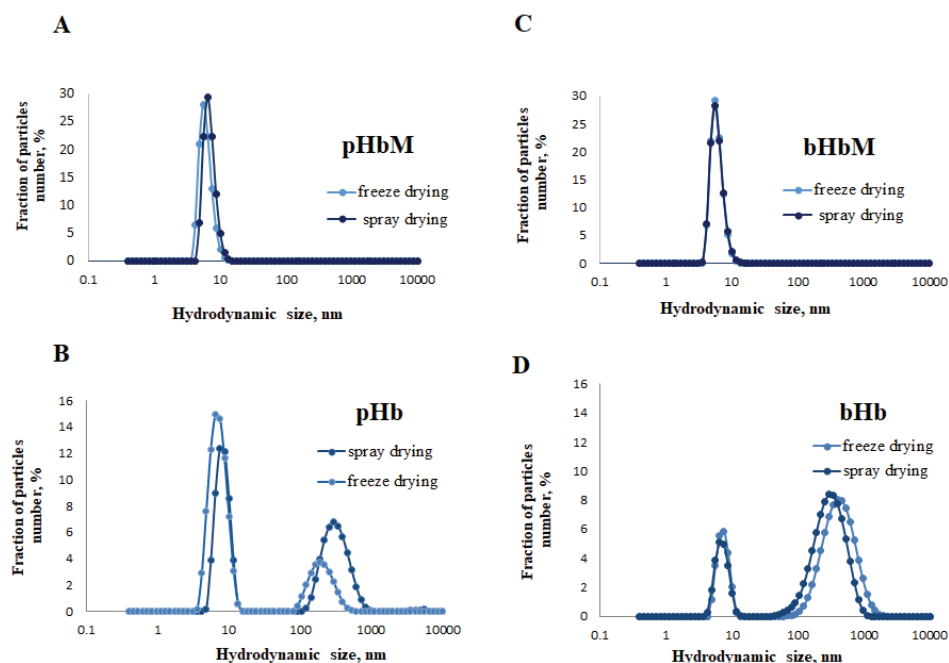 A
Fraction of particles
number, %
30
25
20
15
10
5
0
pHbM
freeze drying
spray drying
0.1 1 10 100 1000 10000
Hydrodynamic size, nm
C
Fraction of particles
number, %
30
25
20
15
10
5
0
bHbM
freeze drying
spray drying
0.1 1 10 100 1000 10000
Hydrodynamic size, nm
B
Fraction of particles
number, %
16
14
12
10
8
6
4
2
0
pHb
spray drying
freeze drying
0.1 1 10 100 1000 10000
Hydrodynamic size, nm
D
Fraction of particles
number, %
16
14
12
10
8
6
4
2
0
bHb
freeze drying
spray drying
0.1 1 10 100 1000 10000
Hydrodynamic size, nm